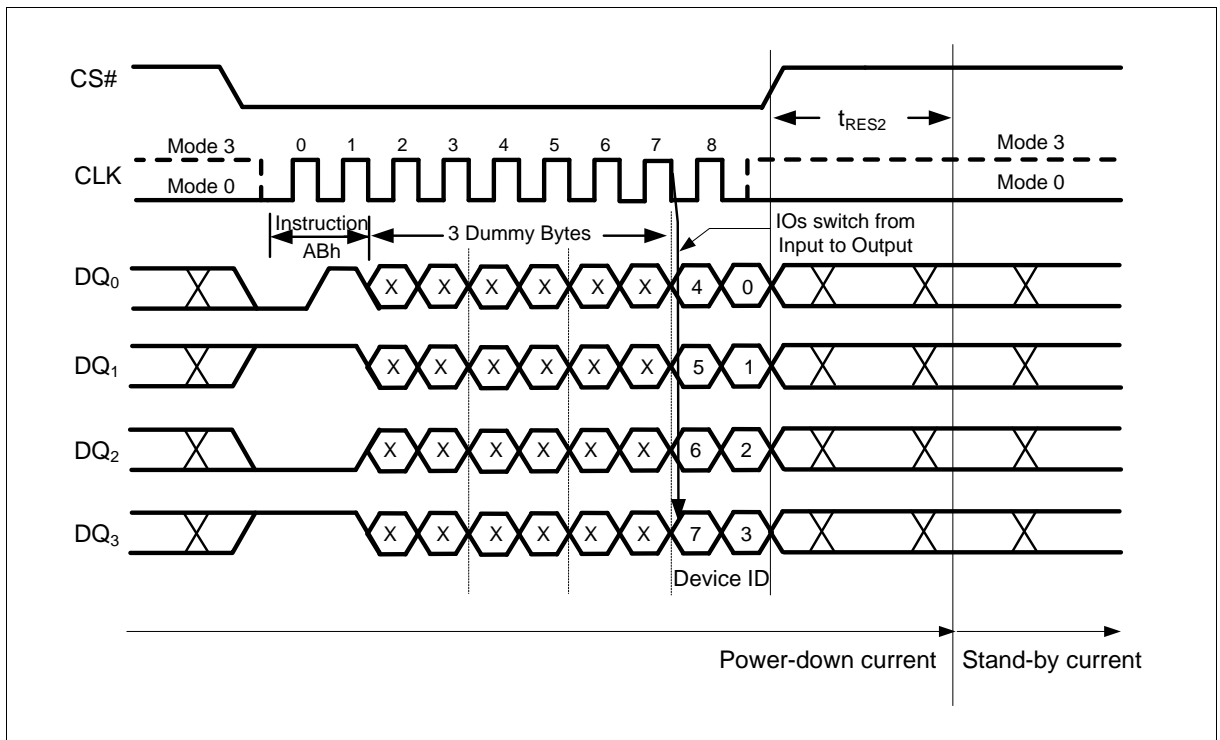 CS#
tRES2
Mode 3
0 1 2 3 4 5 6 7 8
Mode 3
CLK
Mode 0
Mode 0
Instruction
ABh
3 Dummy Bytes
IOs switch from
Input to Output
DQ0
X X X X X X 4 0
DQ1
X X X X X X 5 1
DQ2
X X X X X X 6 2
DQ3
X X X X X X 7 3
Device ID
Power-down current
Stand-by current